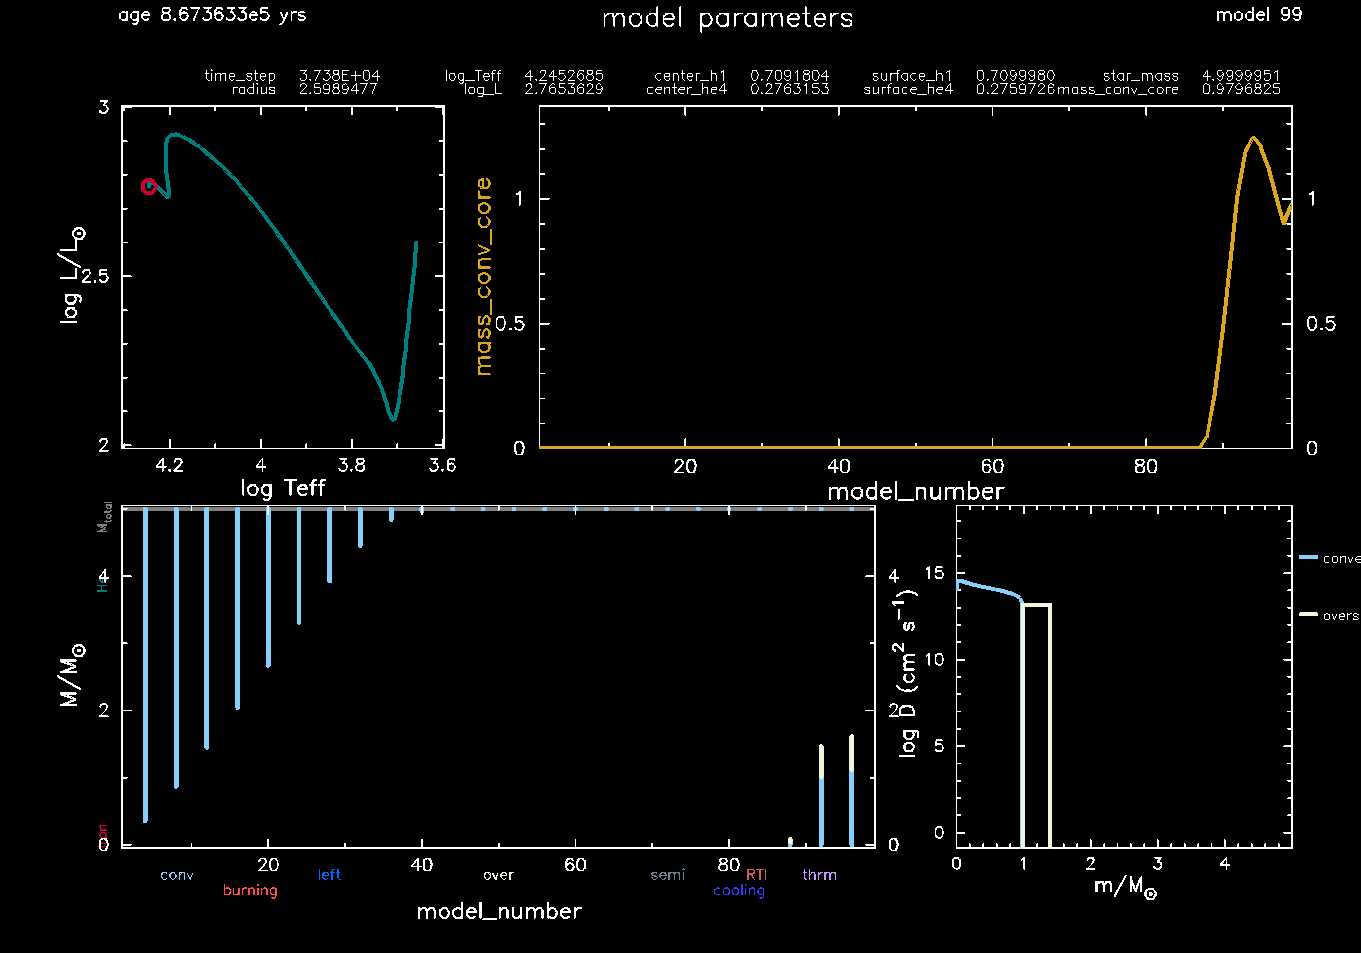 age 8.673633e5 yrs
model parameters
model 99
time_step 3.738E+04 log_Teff 4.2452685 center_h1 0.7091804 surface_h1 0.7099980 star_mass 4.9999951
radius 2.5989477 log_L 2.7653629 center_he4 0.2763153 surface_he4 0.2759726 mass_conv_core 0.9796825
3
2.5
2
log L/L⊙
4.2 4 3.8 3.6
log Teff
mass_conv_core
1
0.5
0
1
0.5
0
20 40 60 80
model_number
M_total
He
4
2
0
M/M⊙
4
2
0
20 40 60 80
conv left over semi RTI thrm
burning cooling
model_number
log D (cm² s⁻¹)
15
10
5
0
0 1 2 3 4
m/M⊙
conve
overs